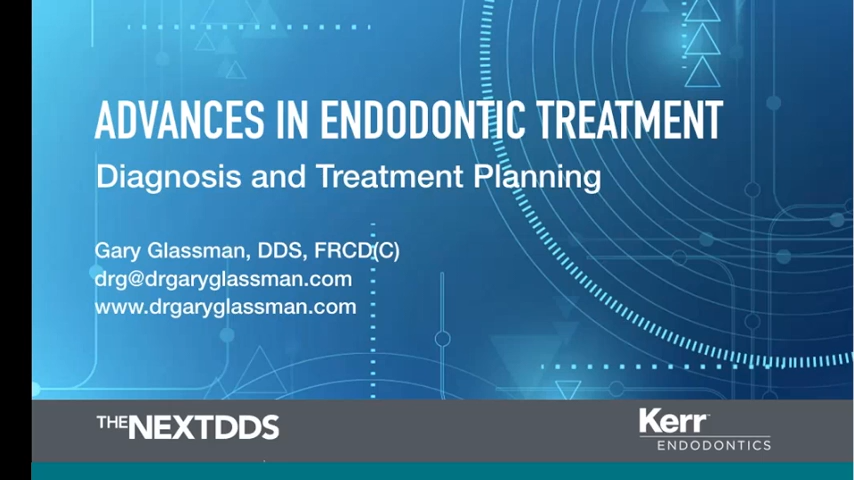 ADVANCES IN ENDODONTIC TREATMENT
Diagnosis and Treatment Planning
Gary Glassman, DDS, FRCD(C)
drg@drgaryglassman.com
www.drgaryglassman.com
THENEXTDDS
Kerr™
ENDODONTICS